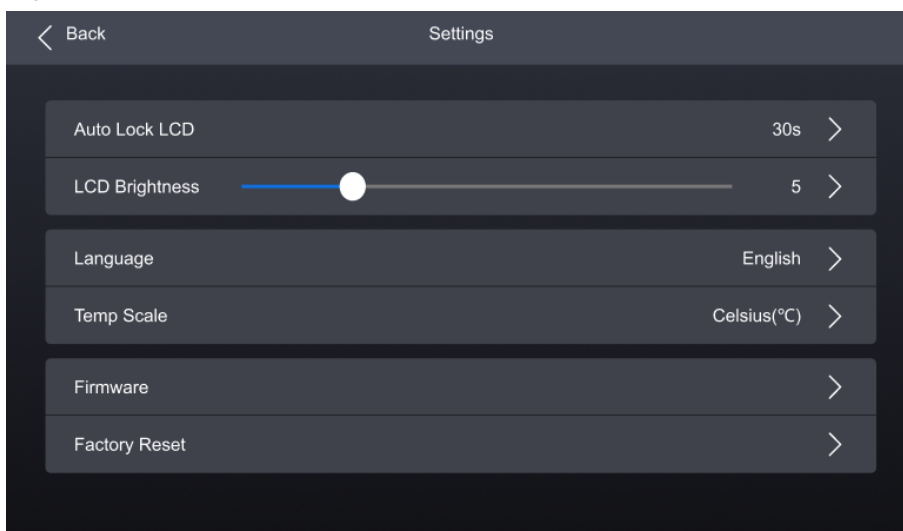 Back Settings
Auto Lock LCD 30s
LCD Brightness 5
Language English
Temp Scale Celsius(℃)
Firmware
Factory Reset